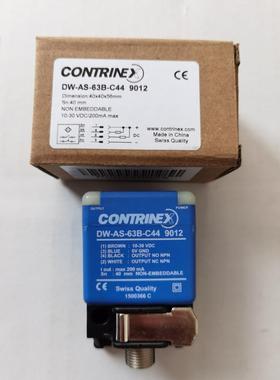 CONTRINEX
DW-AS-63B-C44 9012
Dimension:40x40x56mm
Sn:40 mm
NON-EMBEDDABLE
10-30 VDC/200mA max
CE
www.contrinex.com
Made in China
Swiss Quality
OUTPUT
POWER
CONTRINEX
DW-AS-63B-C44 9012
(1) BROWN : 10-30 VDC
(3) BLUE : 0V GND
(4) BLACK : OUTPUT NO NPN
(2) WHITE : OUTPUT NC NPN
I out : max 200 mA
Sn : 40 mm NON-EMBEDDABLE
Swiss Quality
1500366 C